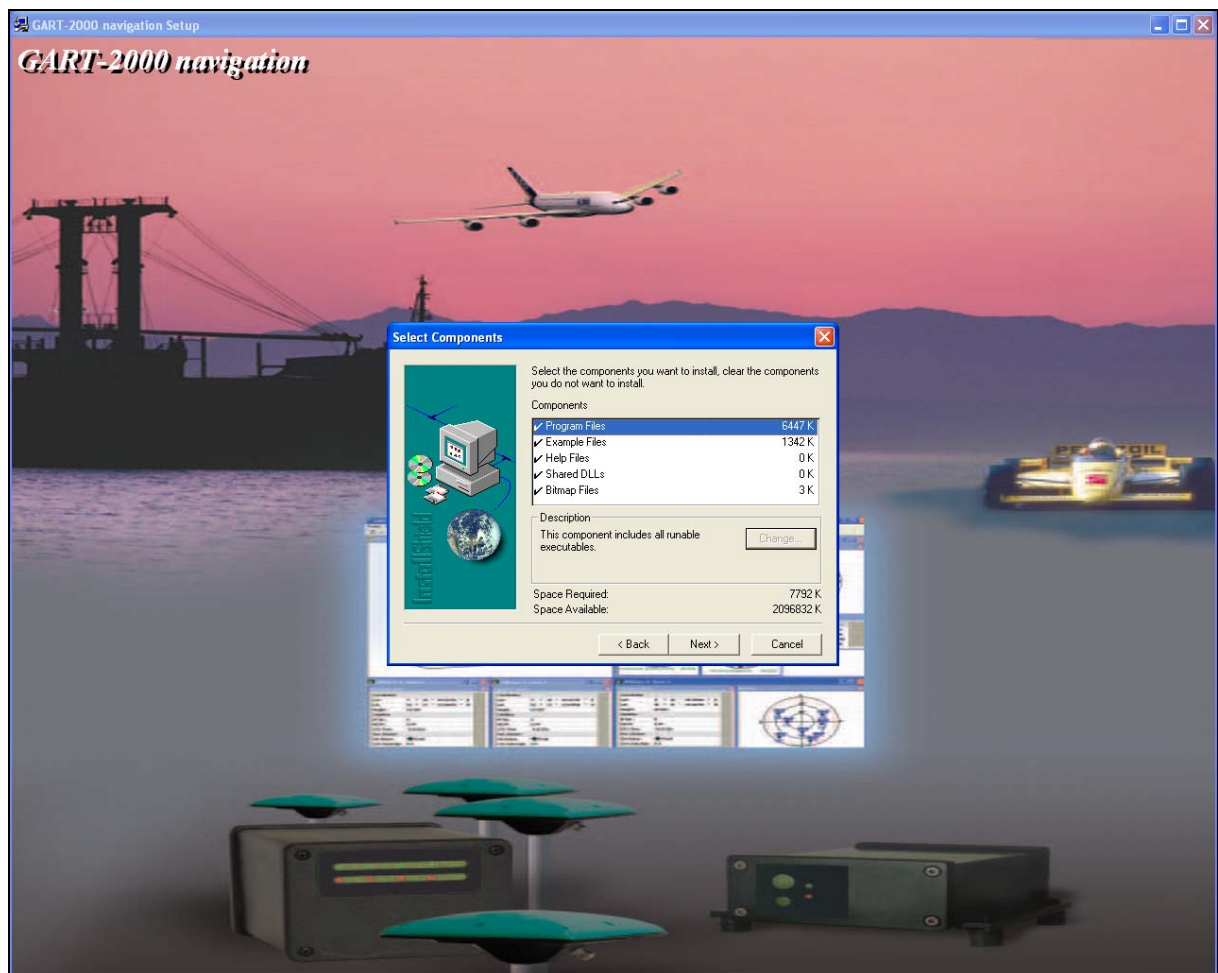 GART-2000 navigation Setup
GART-2000 navigation
Select Components
Select the components you want to install, clear the components
you do not want to install.
Components
Program Files 6447 K
Example Files 1342 K
Help Files 0 K
Shared DLLs 0 K
Bitmap Files 3 K
Description
This component includes all runable
executables.
Change...
Space Required: 7792 K
Space Available: 2096832 K
InstallShield
< Back Next > Cancel